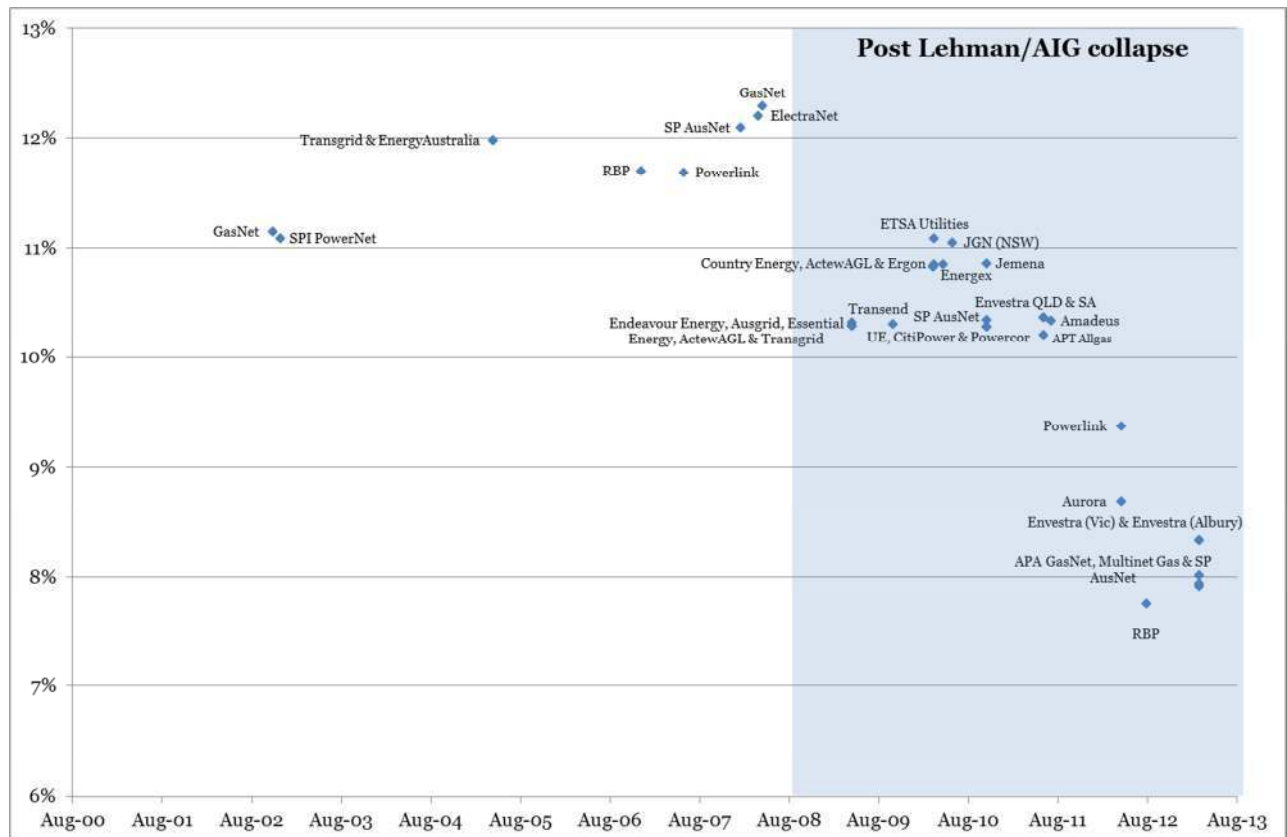 13%
Post Lehman/AIG collapse
GasNet
ElectraNet
SP AusNet
12%
Transgrid & EnergyAustralia
RBP
Powerlink
ETSA Utilities
GasNet
SPI PowerNet
JGN (NSW)
11%
Country Energy, ActewAGL & Ergon
Jemena
Energex
Envestra QLD & SA
Transend
SP AusNet
Amadeus
Endeavour Energy, Ausgrid, Essential
Energy, ActewAGL & Transgrid
UE, CitiPower & Powercor
APT Allgas
10%
Powerlink
9%
Aurora
Envestra (Vic) & Envestra (Albury)
APA GasNet, Multinet Gas & SP
AusNet
8%
RBP
7%
6%
Aug-00 Aug-01 Aug-02 Aug-03 Aug-04 Aug-05 Aug-06 Aug-07 Aug-08 Aug-09 Aug-10 Aug-11 Aug-12 Aug-13